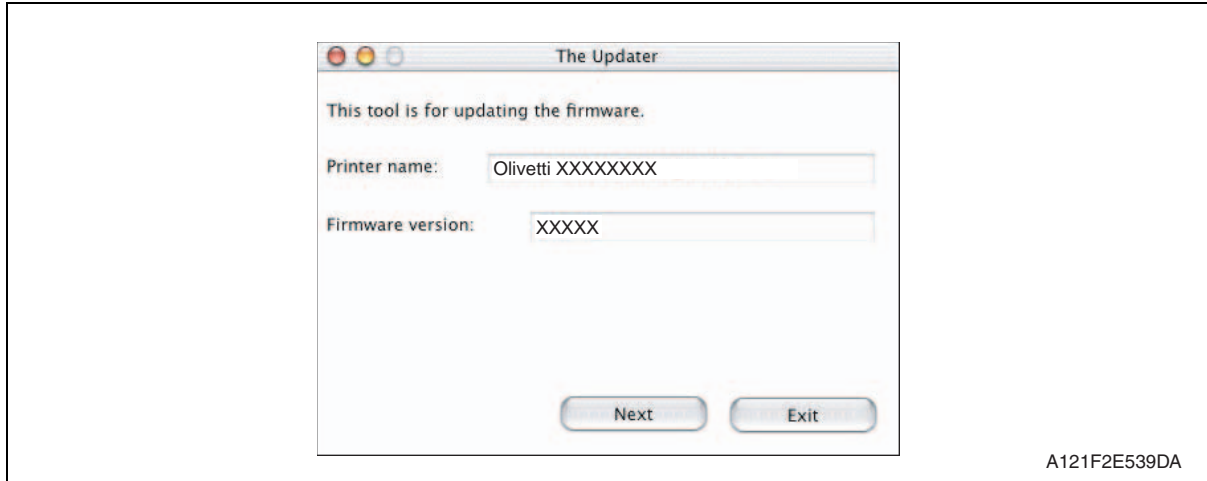 The Updater
This tool is for updating the firmware.
Printer name: Olivetti XXXXXXXX
Firmware version: XXXXX
Next Exit
A121F2E539DA